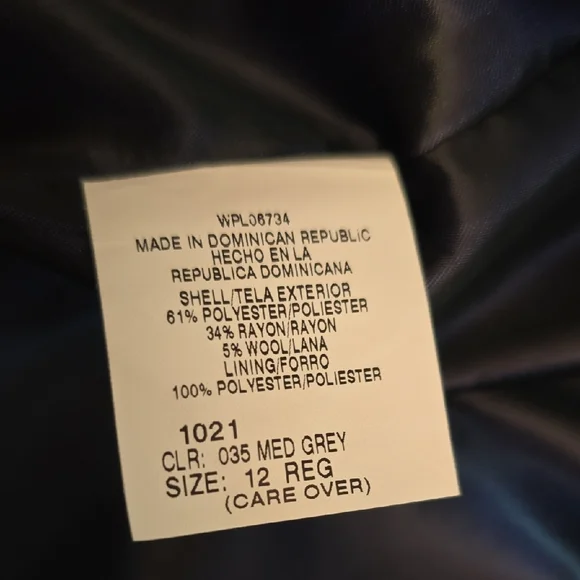 WPL06734
MADE IN DOMINICAN REPUBLIC
HECHO EN LA
REPUBLICA DOMINICANA
SHELL/TELA EXTERIOR
61% POLYESTER/POLIESTER
34% RAYON/RAYON
5% WOOL/LANA
LINING/FORRO
100% POLYESTER/POLIESTER
1021
CLR: 035 MED GREY
SIZE: 12 REG
(CARE OVER)